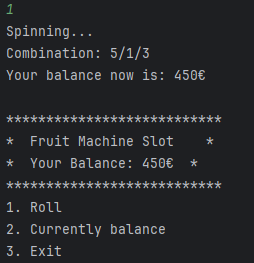 1
Spinning...
Combination: 5/1/3
Your balance now is: 450€
***************************
*  Fruit Machine Slot    *
*  Your Balance: 450€  *
***************************
1. Roll
2. Currently balance
3. Exit